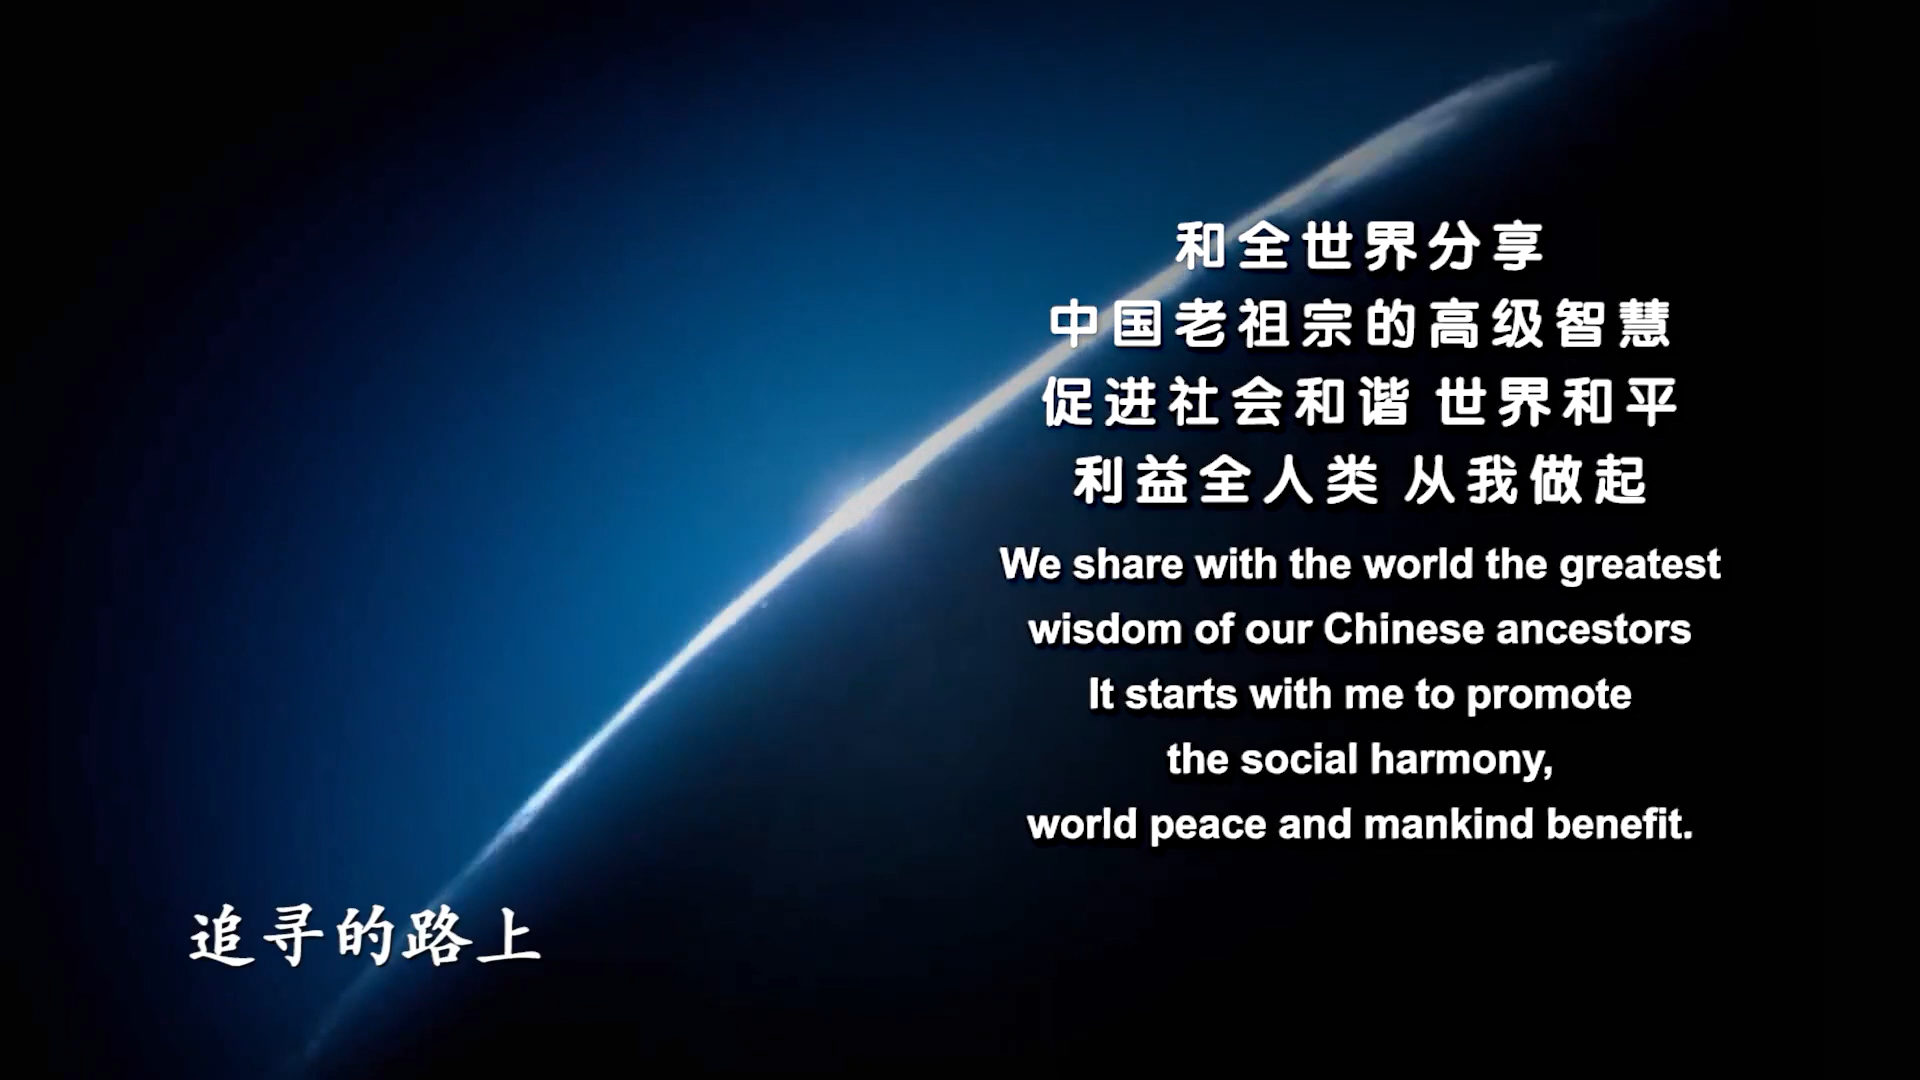 和全世界分享
中国老祖宗的高级智慧
促进社会和谐 世界和平
利益全人类 从我做起
We share with the world the greatest
wisdom of our Chinese ancestors
It starts with me to promote
the social harmony,
world peace and mankind benefit.
追寻的路上